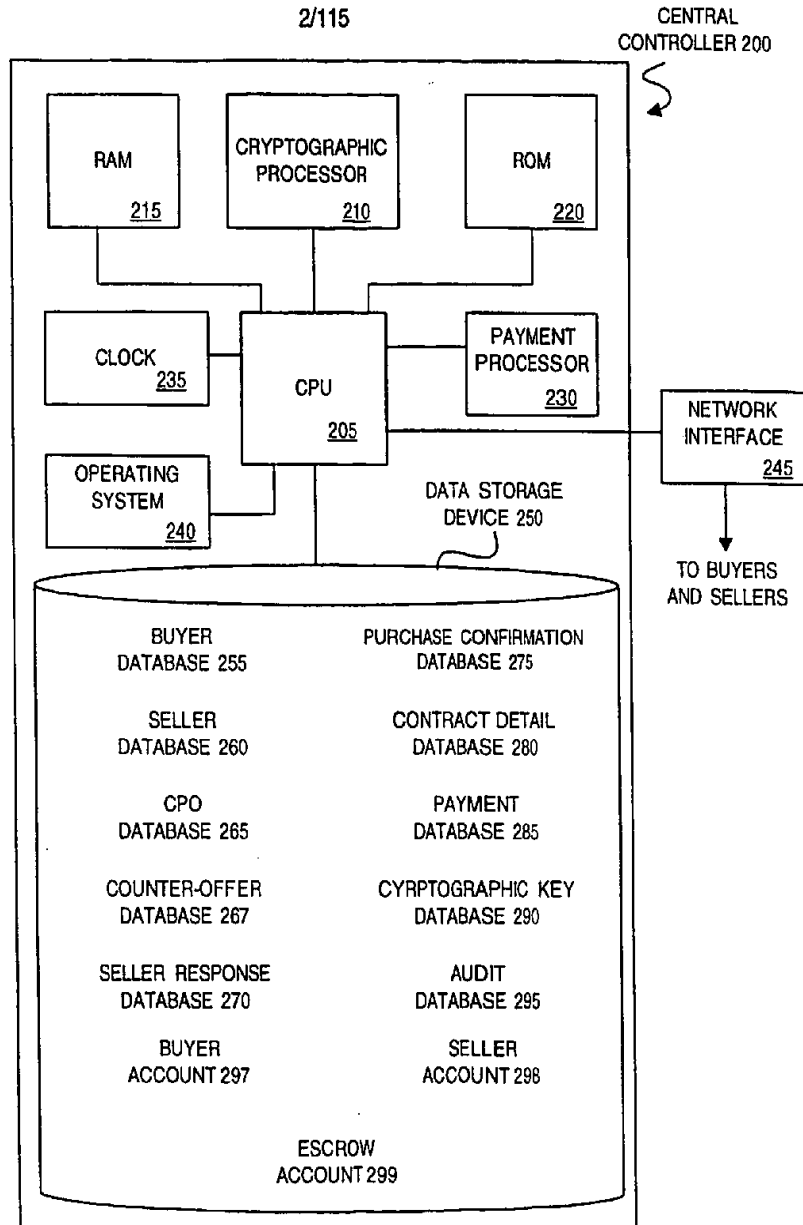 2/115
CENTRAL
CONTROLLER 200
RAM
215
CRYPTOGRAPHIC
PROCESSOR
210
ROM
220
CLOCK
235
CPU
205
PAYMENT
PROCESSOR
230
NETWORK
INTERFACE
245
OPERATING
SYSTEM
240
DATA STORAGE
DEVICE 250
TO BUYERS
AND SELLERS
BUYER
DATABASE 255
PURCHASE CONFIRMATION
DATABASE 275
SELLER
DATABASE 260
CONTRACT DETAIL
DATABASE 280
CPO
DATABASE 265
PAYMENT
DATABASE 285
COUNTER-OFFER
DATABASE 267
CYRPTOGRAPHIC KEY
DATABASE 290
SELLER RESPONSE
DATABASE 270
AUDIT
DATABASE 295
BUYER
ACCOUNT 297
SELLER
ACCOUNT 298
ESCROW
ACCOUNT 299